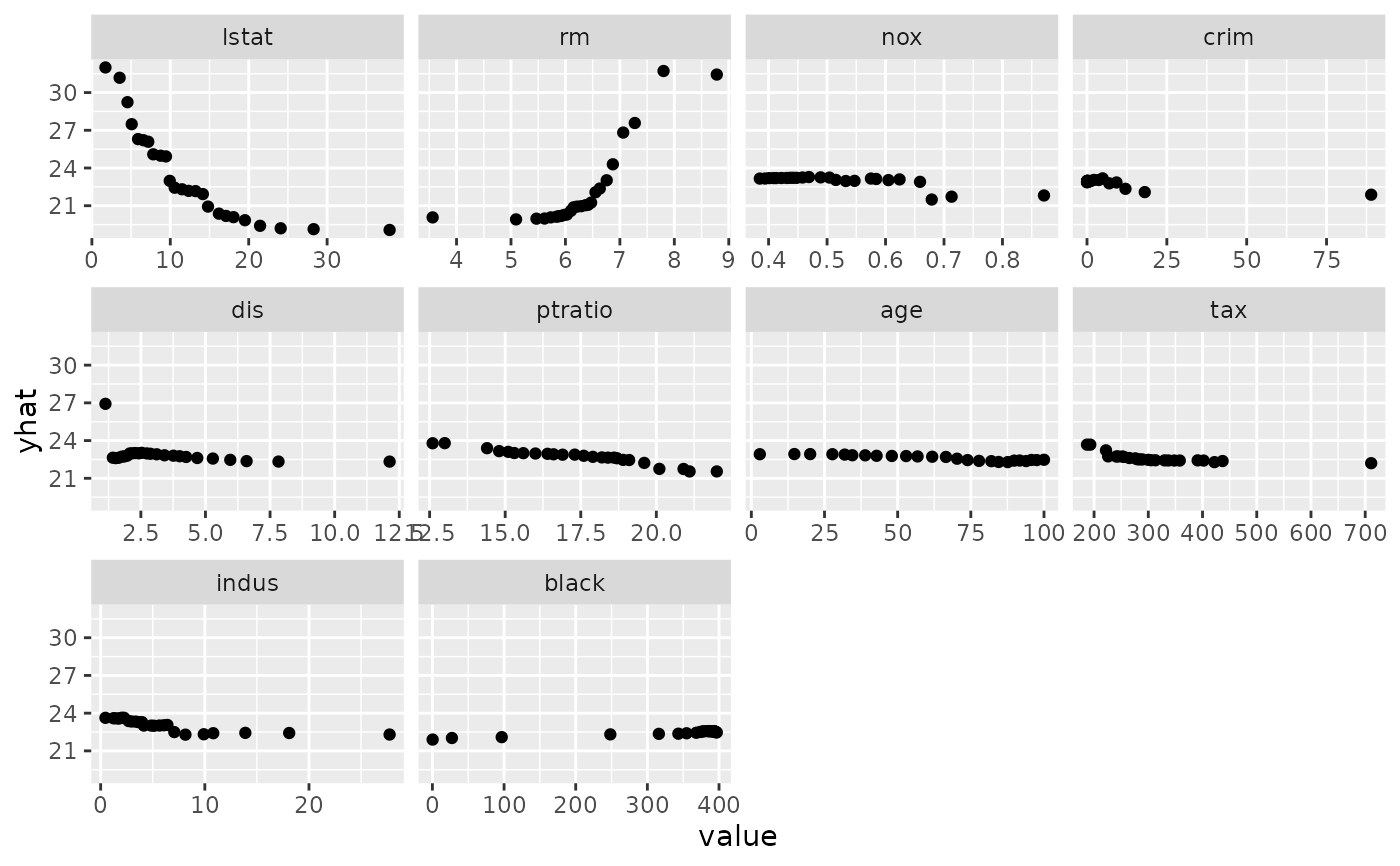 lstat rm nox crim
30
27
24
21
0 10 20 30 4 5 6 7 8 9 0.4 0.5 0.6 0.7 0.8 0 25 50 75
dis ptratio age tax
30
27
24
21
2.5 5.0 7.5 10.0 12.5 12.5 15.0 17.5 20.0 0 25 50 75 100 200 300 400 500 600 700
indus black
30
27
24
21
0 10 20 0 100 200 300 400
yhat
value